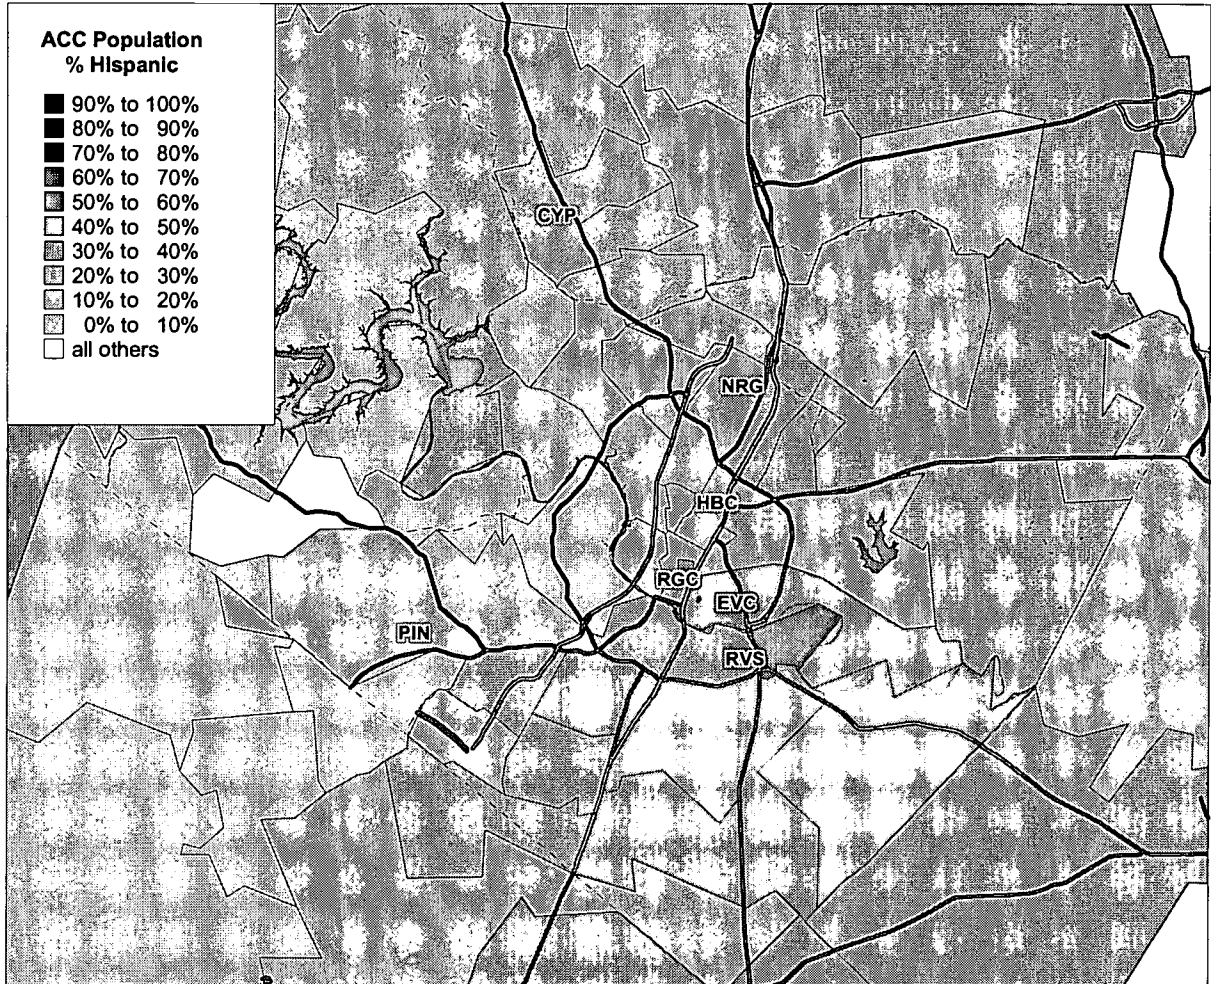 ACC Population
% Hispanic
90% to 100%
80% to 90%
70% to 80%
60% to 70%
50% to 60%
40% to 50%
30% to 40%
20% to 30%
10% to 20%
0% to 10%
all others
CYP
NRG
HBC
RGC
EVC
PIN
RVS